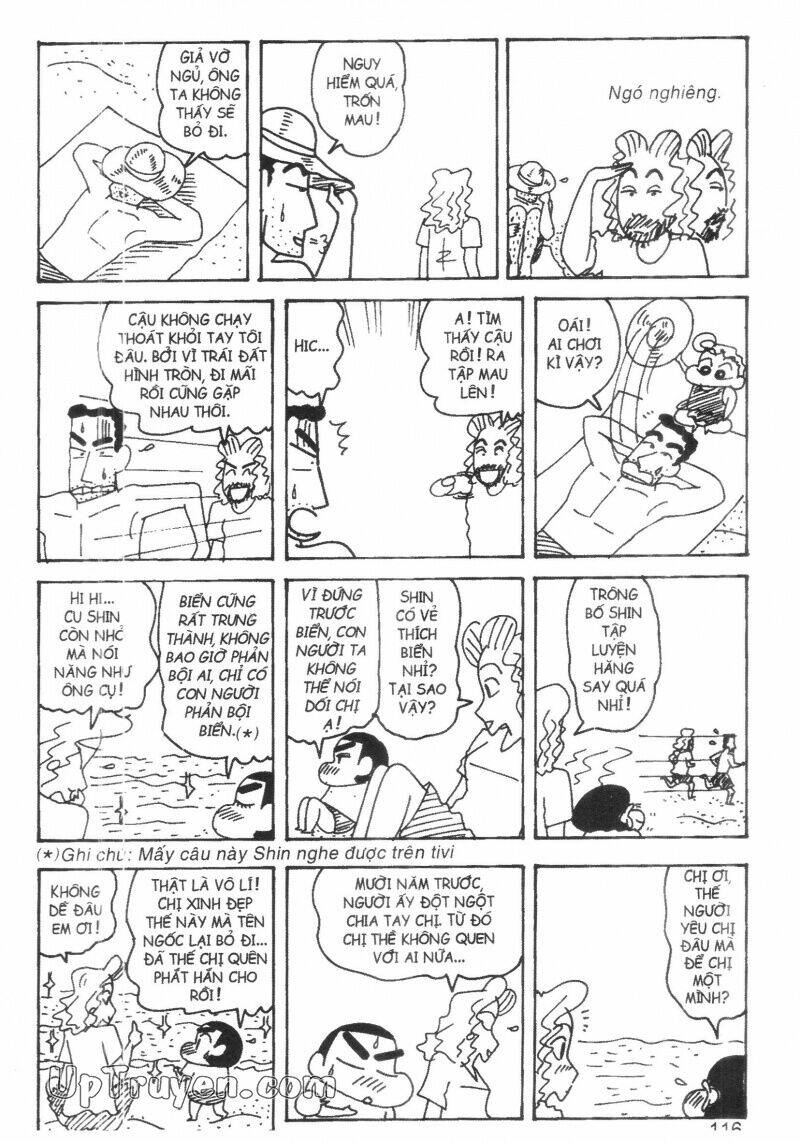 Ngó nghiêng.
NGUY
HIỂM QUÁ,
TRỐN
MAU!
GIẢ VỜ
NGỦ, ÔNG
TA KHÔNG
THẤY SẼ
BỎ ĐI.
OÁI!
AI CHƠI
KÌ VẬY?
A! TÌM
THẤY CẬU
RỒI! RA
TẬP MAU
LÊN!
HIC...
CẬU KHÔNG CHẠY
THOÁT KHỎI TAY TÔI
ĐÂU. BỞI VÌ TRÁI ĐẤT
HÌNH TRÒN, ĐI MÃI
RỒI CŨNG GẶP
NHAU THÔI.
TRÔNG
BỐ SHIN
TẬP
LUYỆN
HĂNG
SAY QUÁ
NHỈ!
SHIN
CÓ VẺ
THÍCH
BIỂN
NHỈ?
TẠI SAO
VẬY?
VÌ ĐỨNG
TRƯỚC
BIỂN, CON
NGƯỜI TA
KHÔNG
THỂ NÓI
DỐI CHỊ
Ạ!
BIỂN CŨNG
RẤT TRUNG
THÀNH, KHÔNG
BAO GIỜ PHẢN
BỘI AI, CHỈ CÓ
CON NGƯỜI
PHẢN BỘI
BIỂN.(*)
HI HI...
CU SHIN
CÒN NHỎ
MÀ NÓI
NĂNG NHƯ
ÔNG CỤ!
(*)Ghi chú: Mấy câu này Shin nghe được trên tivi
CHỊ ƠI,
THẾ
NGƯỜI
YÊU CHỊ
ĐÂU MÀ
ĐỂ CHỊ
MỘT
MÌNH?
MƯỜI NĂM TRƯỚC,
NGƯỜI ẤY ĐỘT NGỘT
CHIA TAY CHỊ. TỪ ĐÓ
CHỊ THỀ KHÔNG QUEN
VỚI AI NỮA...
THẬT LÀ VÔ LÍ!
CHỊ XINH ĐẸP
THẾ NÀY MÀ TÊN
NGỐC LẠI BỎ ĐI...
ĐÃ THẾ CHỊ QUÊN
PHẮT HẮN CHO
RỒI!
KHÔNG
DỄ ĐÂU
EM ƠI!
UpTruyen.com
116